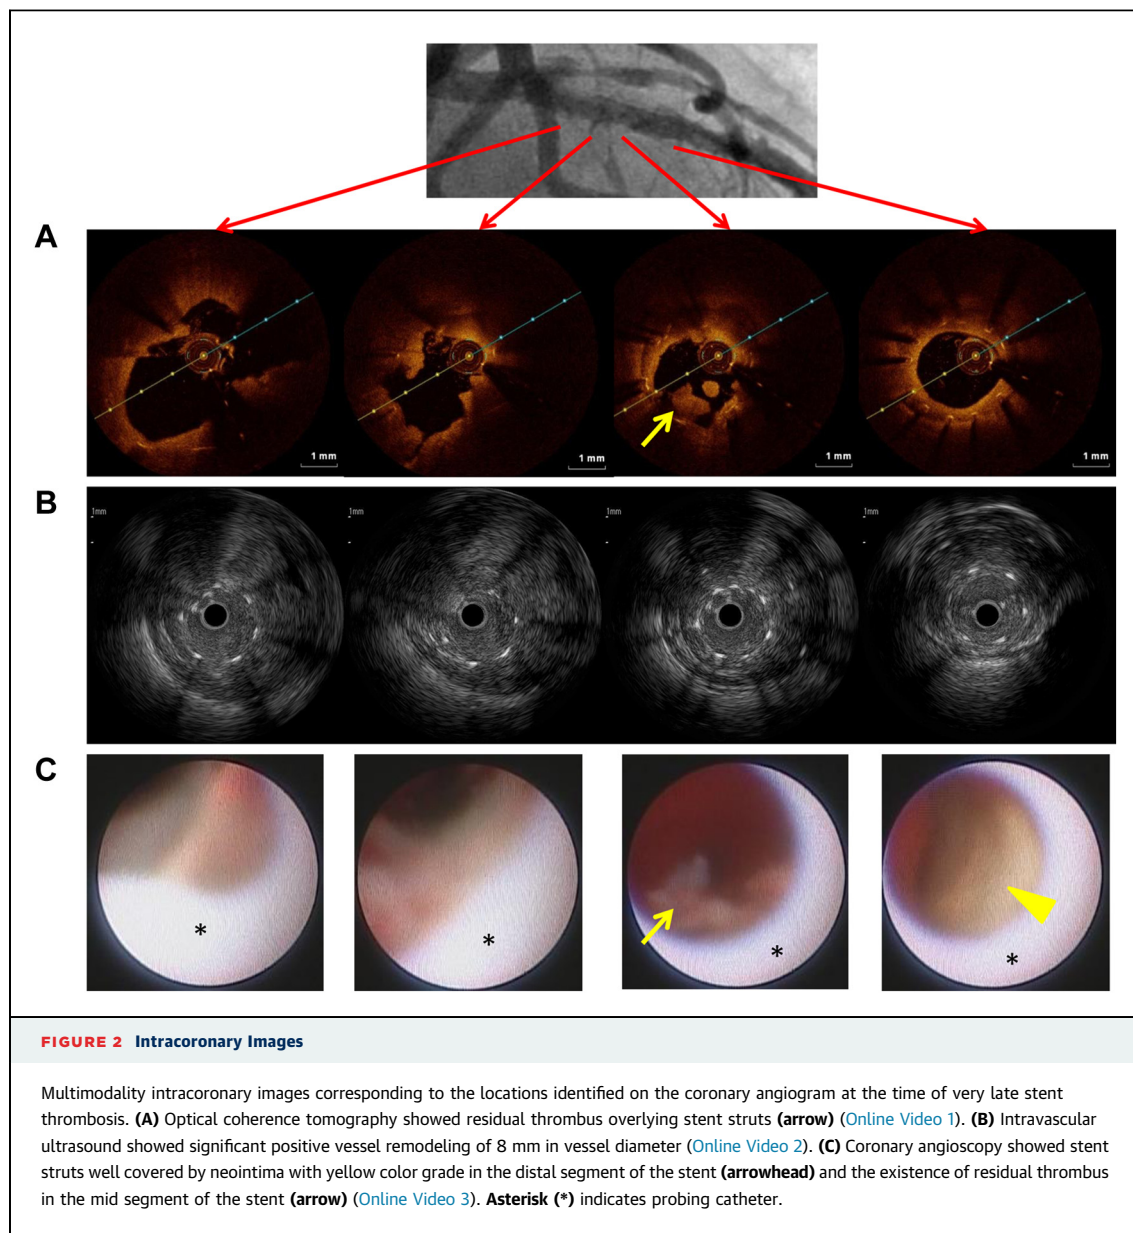 A
1 mm
1 mm
1 mm
1 mm
B
1mm
1mm
1mm
1mm
C
*
*
*
*
FIGURE 2 Intracoronary Images
Multimodality intracoronary images corresponding to the locations identified on the coronary angiogram at the time of very late stent
thrombosis. (A) Optical coherence tomography showed residual thrombus overlying stent struts (arrow) (Online Video 1). (B) Intravascular
ultrasound showed significant positive vessel remodeling of 8 mm in vessel diameter (Online Video 2). (C) Coronary angioscopy showed stent
struts well covered by neointima with yellow color grade in the distal segment of the stent (arrowhead) and the existence of residual thrombus
in the mid segment of the stent (arrow) (Online Video 3). Asterisk (*) indicates probing catheter.